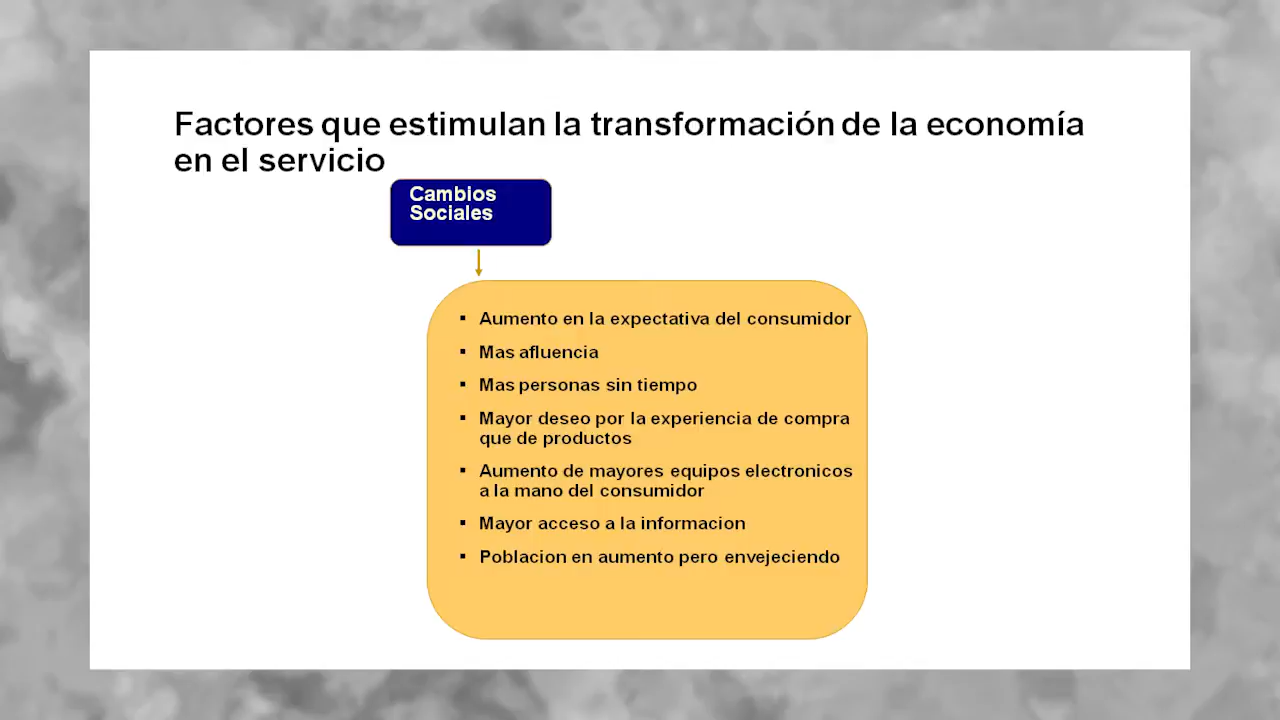 Factores que estimulan la transformación de la economía
en el servicio
Cambios
Sociales
▪ Aumento en la expectativa del consumidor
▪ Mas afluencia
▪ Mas personas sin tiempo
▪ Mayor deseo por la experiencia de compra
que de productos
▪ Aumento de mayores equipos electronicos
a la mano del consumidor
▪ Mayor acceso a la informacion
▪ Poblacion en aumento pero envejeciendo